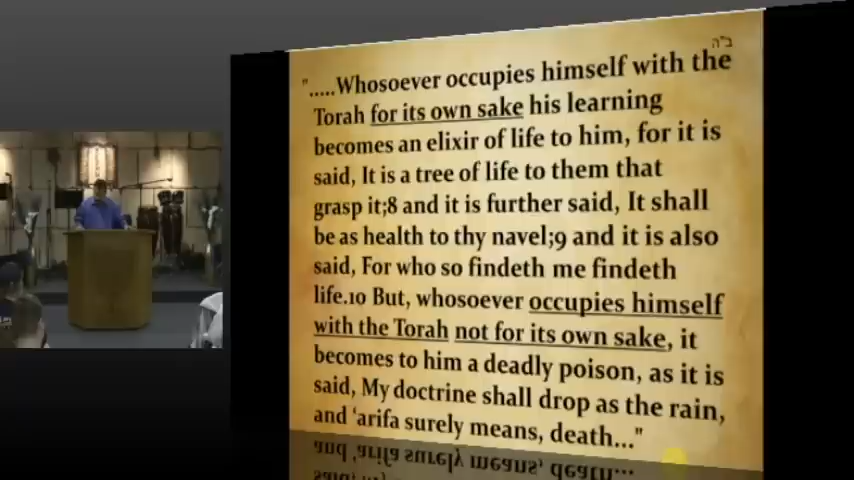 ב"ה
".....Whosoever occupies himself with the
Torah for its own sake his learning
becomes an elixir of life to him, for it is
said, It is a tree of life to them that
grasp it;8 and it is further said, It shall
be as health to thy navel;9 and it is also
said, For who so findeth me findeth
life.10 But, whosoever occupies himself
with the Torah not for its own sake, it
becomes to him a deadly poison, as it is
said, My doctrine shall drop as the rain,
and ‘arifa surely means, death..."